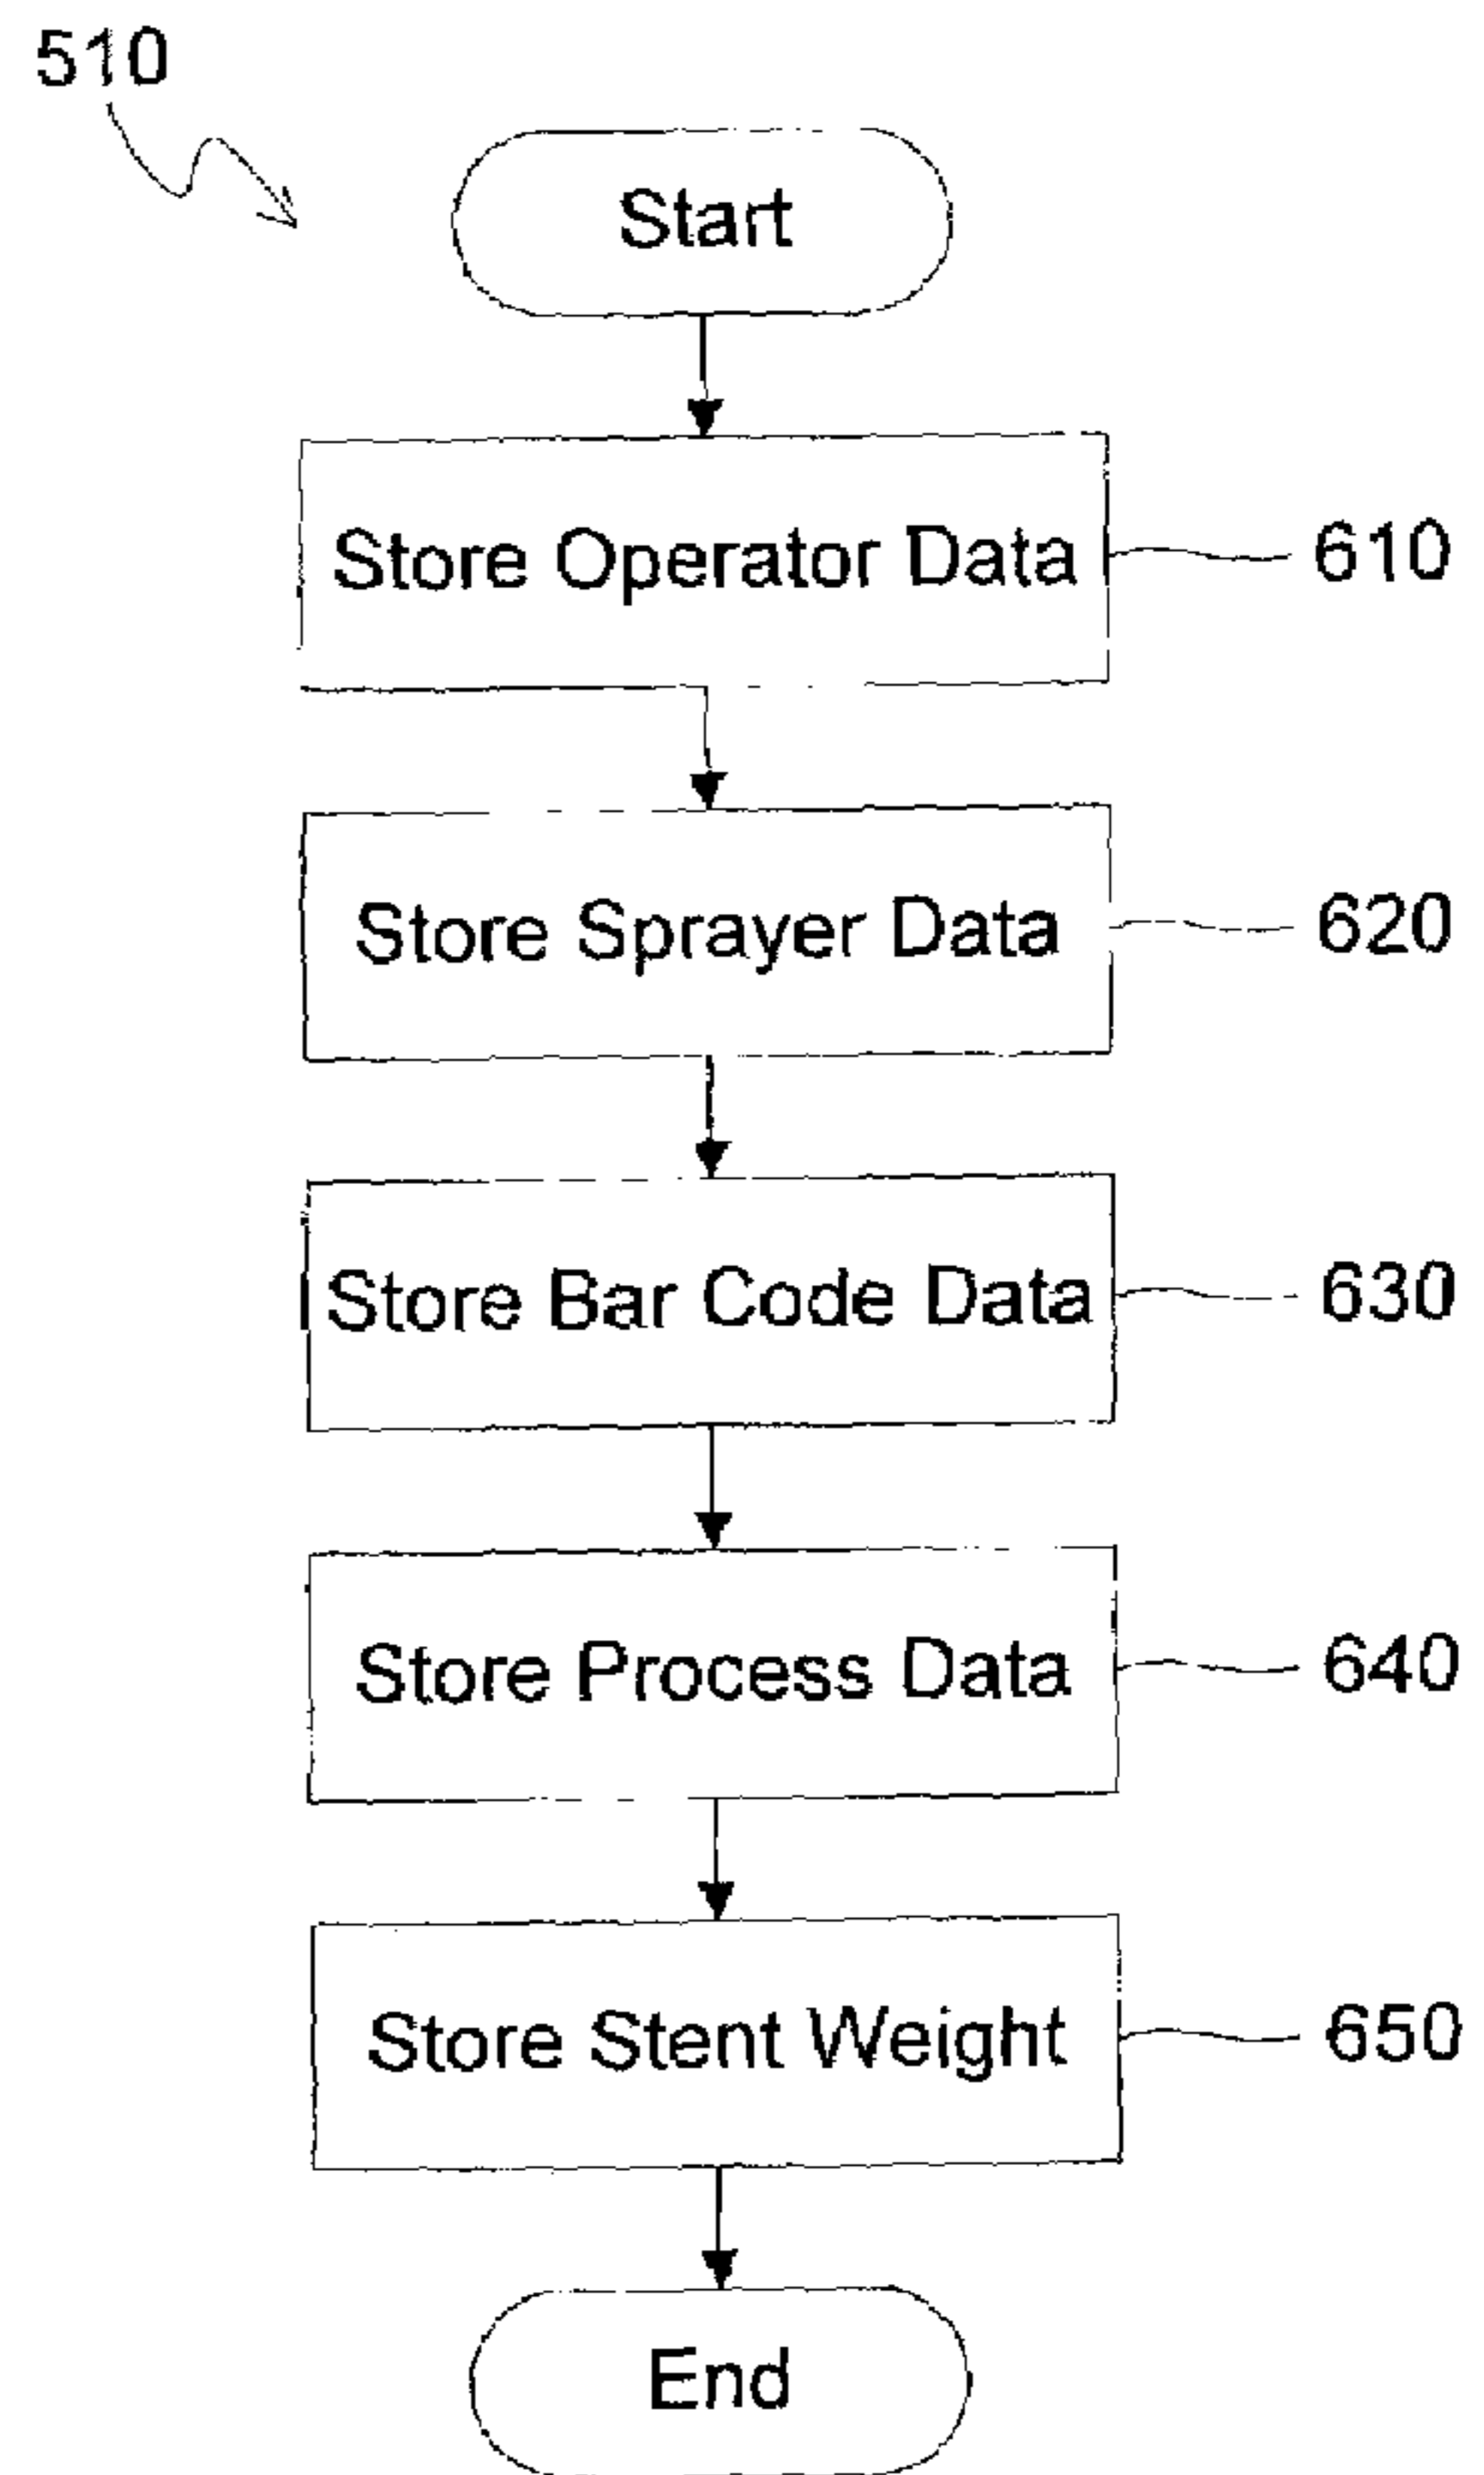 510
Start
Store Operator Data
610
Store Sprayer Data
620
Store Bar Code Data
630
Store Process Data
640
Store Stent Weight
650
End